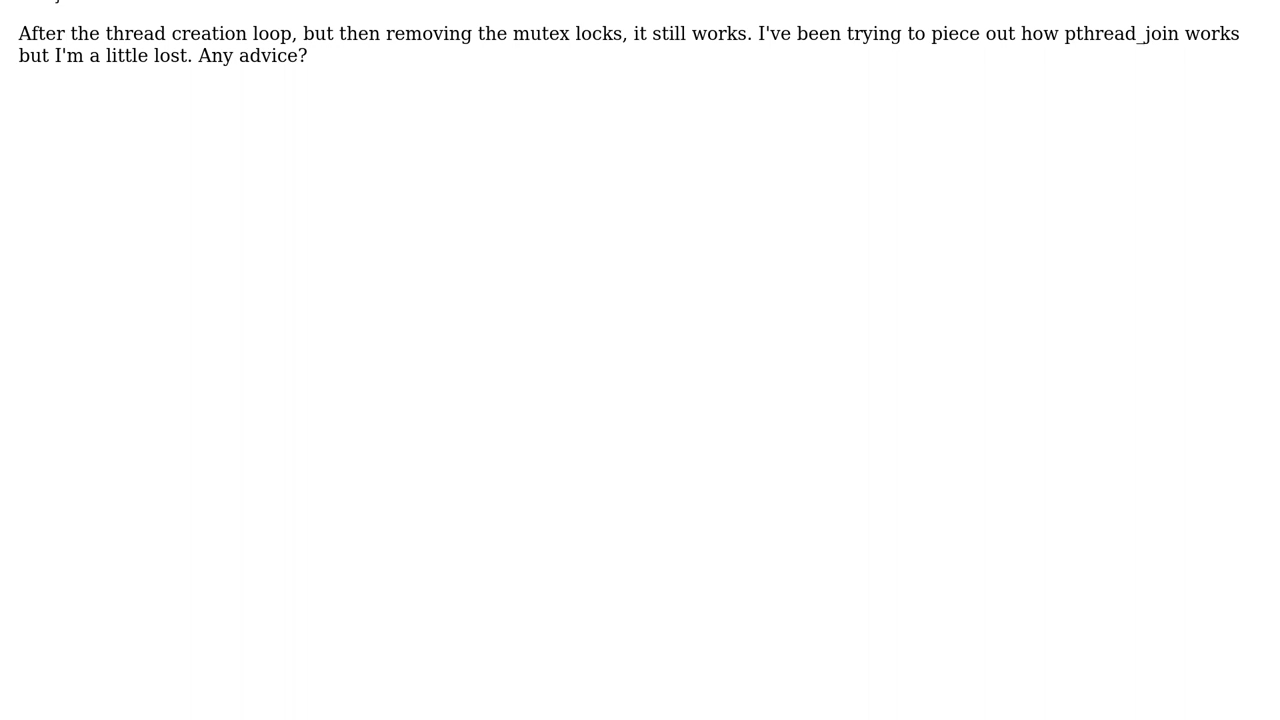 After the thread creation loop, but then removing the mutex locks, it still works. I've been trying to piece out how pthread_join works
but I'm a little lost. Any advice?